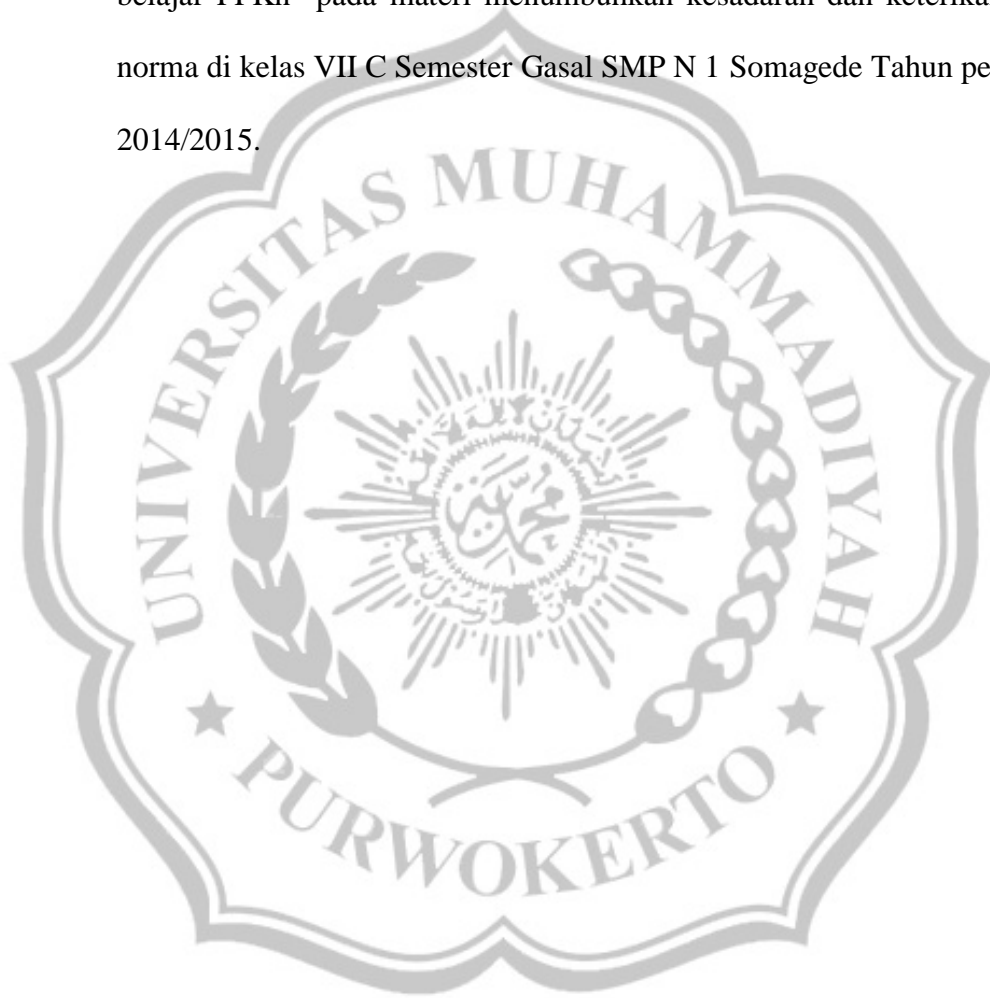 belajar PPKn pada materi menumbuhkan kesadaran dan keterika
norma di kelas VII C Semester Gasal SMP N 1 Somagede Tahun pe
2014/2015.
UNIVERSITAS MUHAMMADIYAH
PURWOKERTO